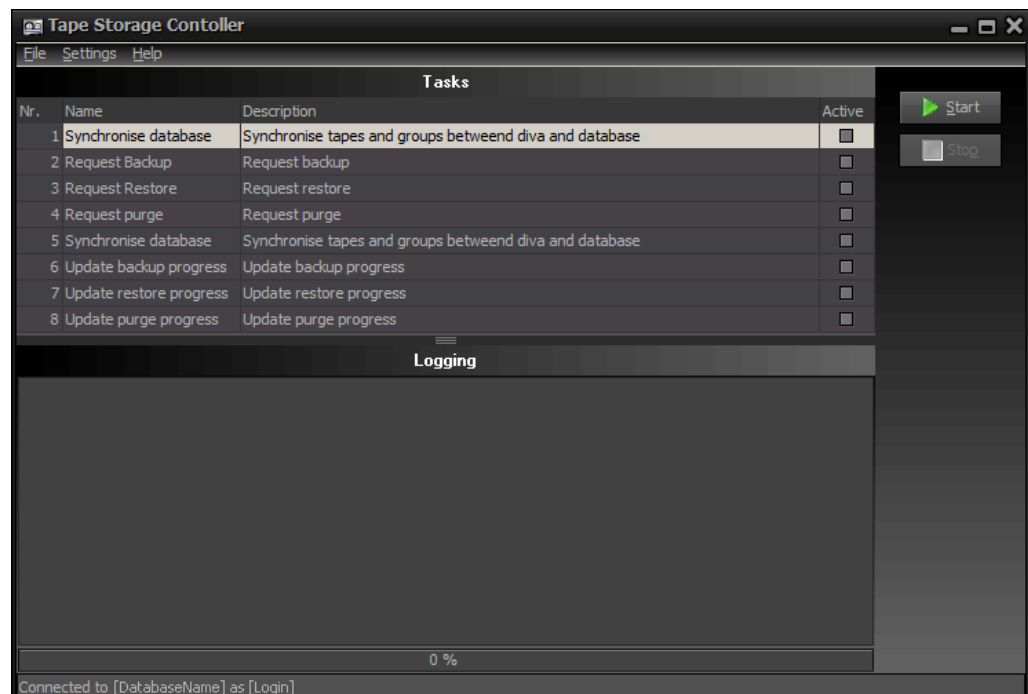 Tape Storage Contoller
File Settings Help
Tasks
Nr. Name Description Active
1 Synchronise database Synchronise tapes and groups betweend diva and database
2 Request Backup Request backup
3 Request Restore Request restore
4 Request purge Request purge
5 Synchronise database Synchronise tapes and groups betweend diva and database
6 Update backup progress Update backup progress
7 Update restore progress Update restore progress
8 Update purge progress Update purge progress
Start
Stop
Logging
0 %
Connected to [DatabaseName] as [Login]